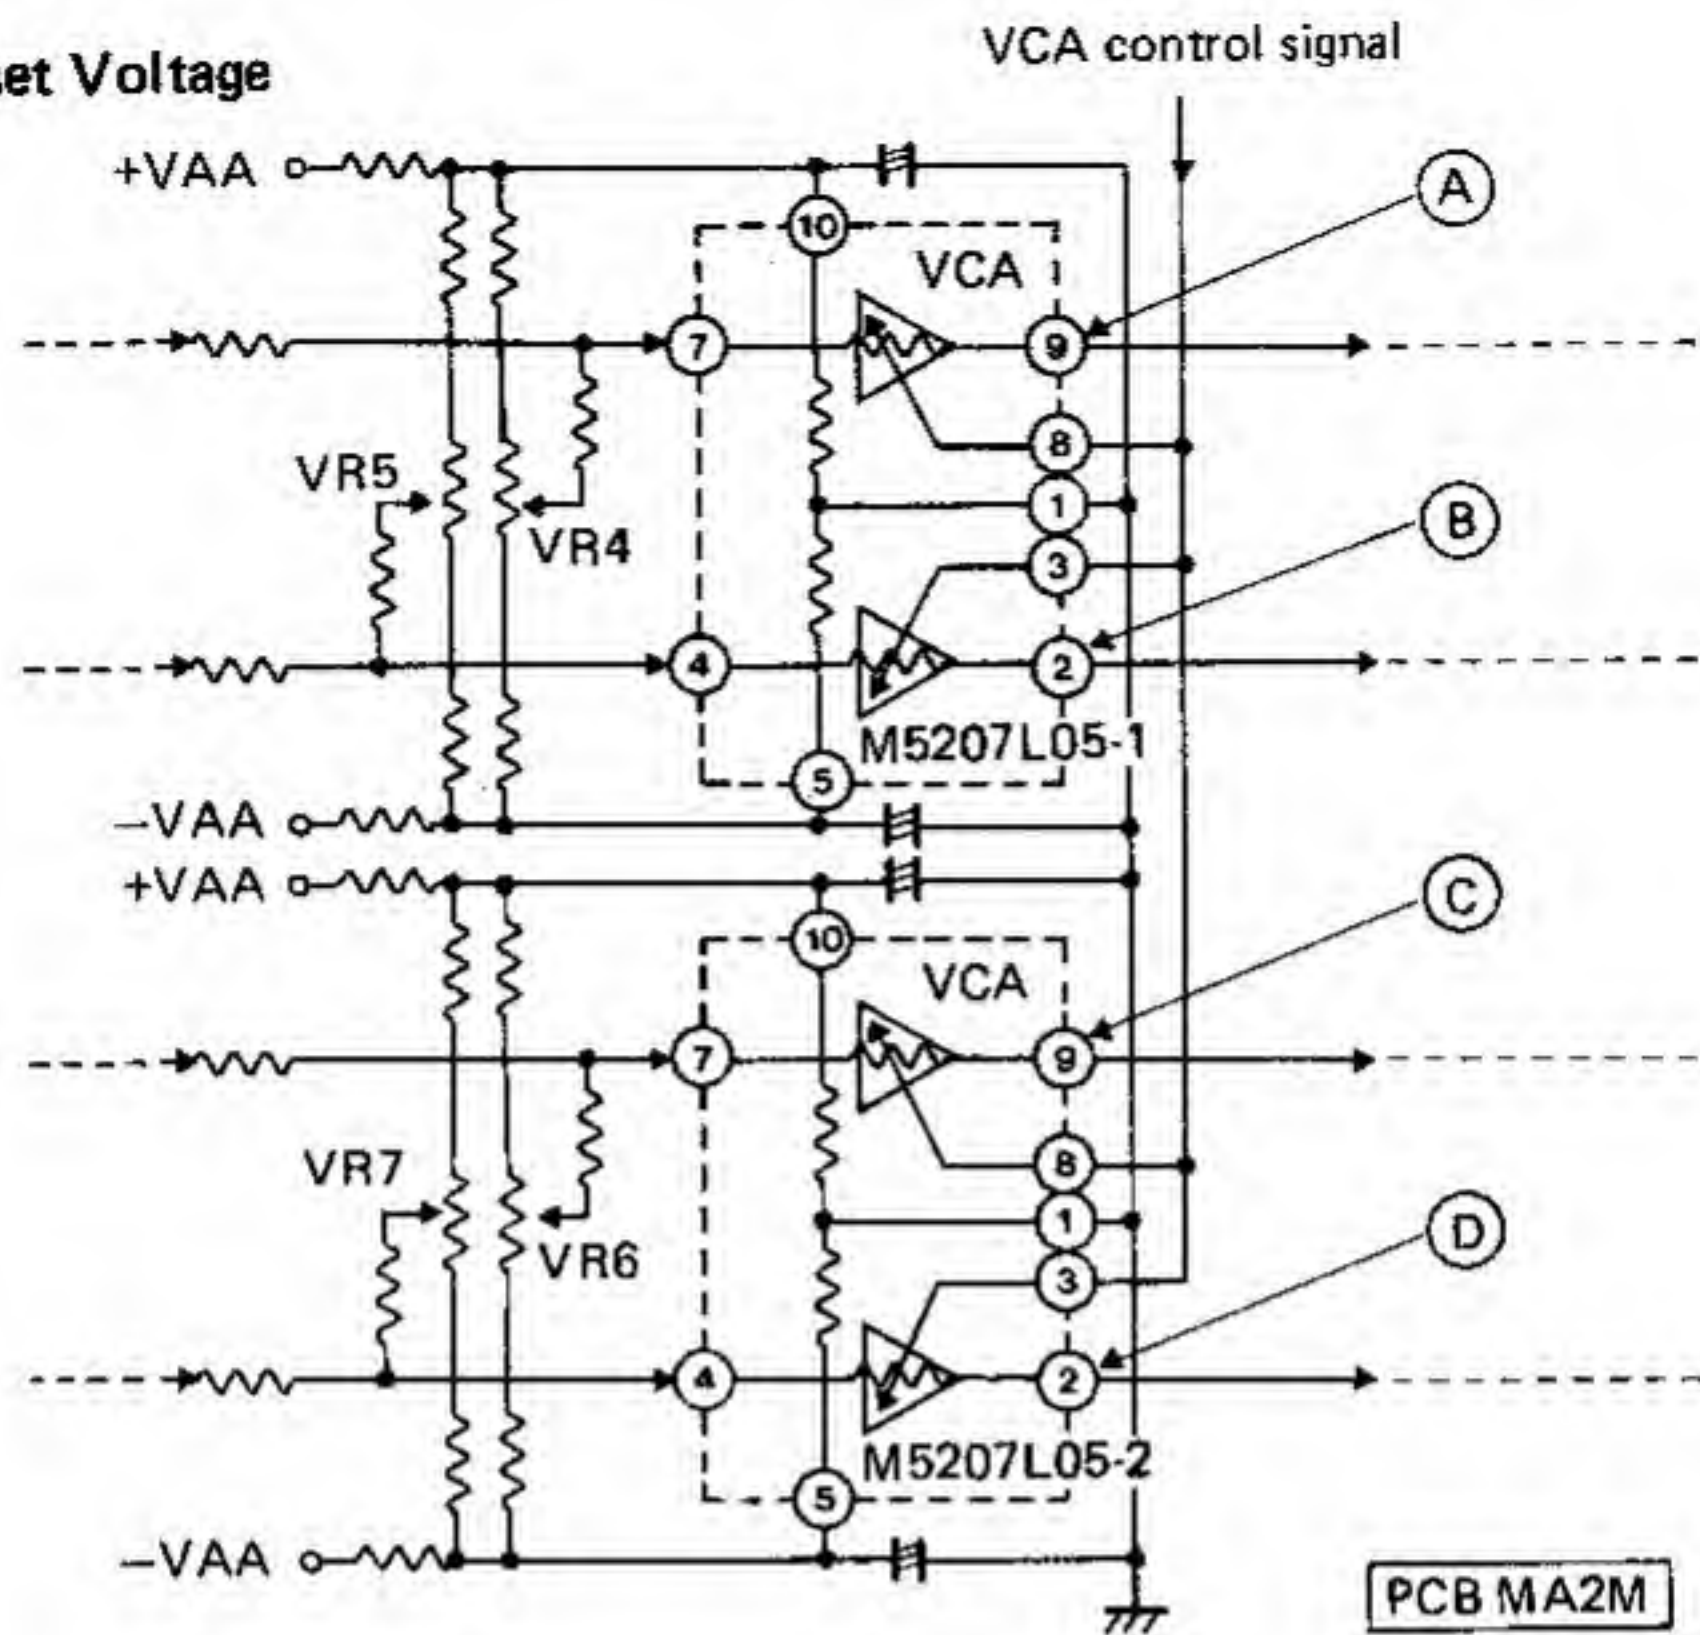 et Voltage
VCA control signal
+VAA
A
10
VCA
7
9
8
VR5
1
B
VR4
3
4
2
M5207L05-1
5
−VAA
+VAA
C
10
VCA
7
9
VR7
8
1
D
VR6
3
4
2
M5207L05-2
5
−VAA
PCB MA2M